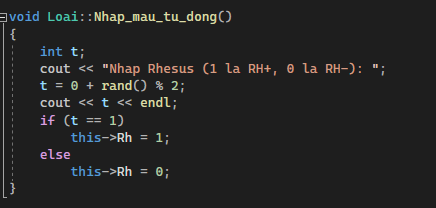 void Loai::Nhap_mau_tu_dong()
{
int t;
cout << "Nhap Rhesus (1 la RH+, 0 la RH-): ";
t = 0 + rand() % 2;
cout << t << endl;
if (t == 1)
this->Rh = 1;
else
this->Rh = 0;
}